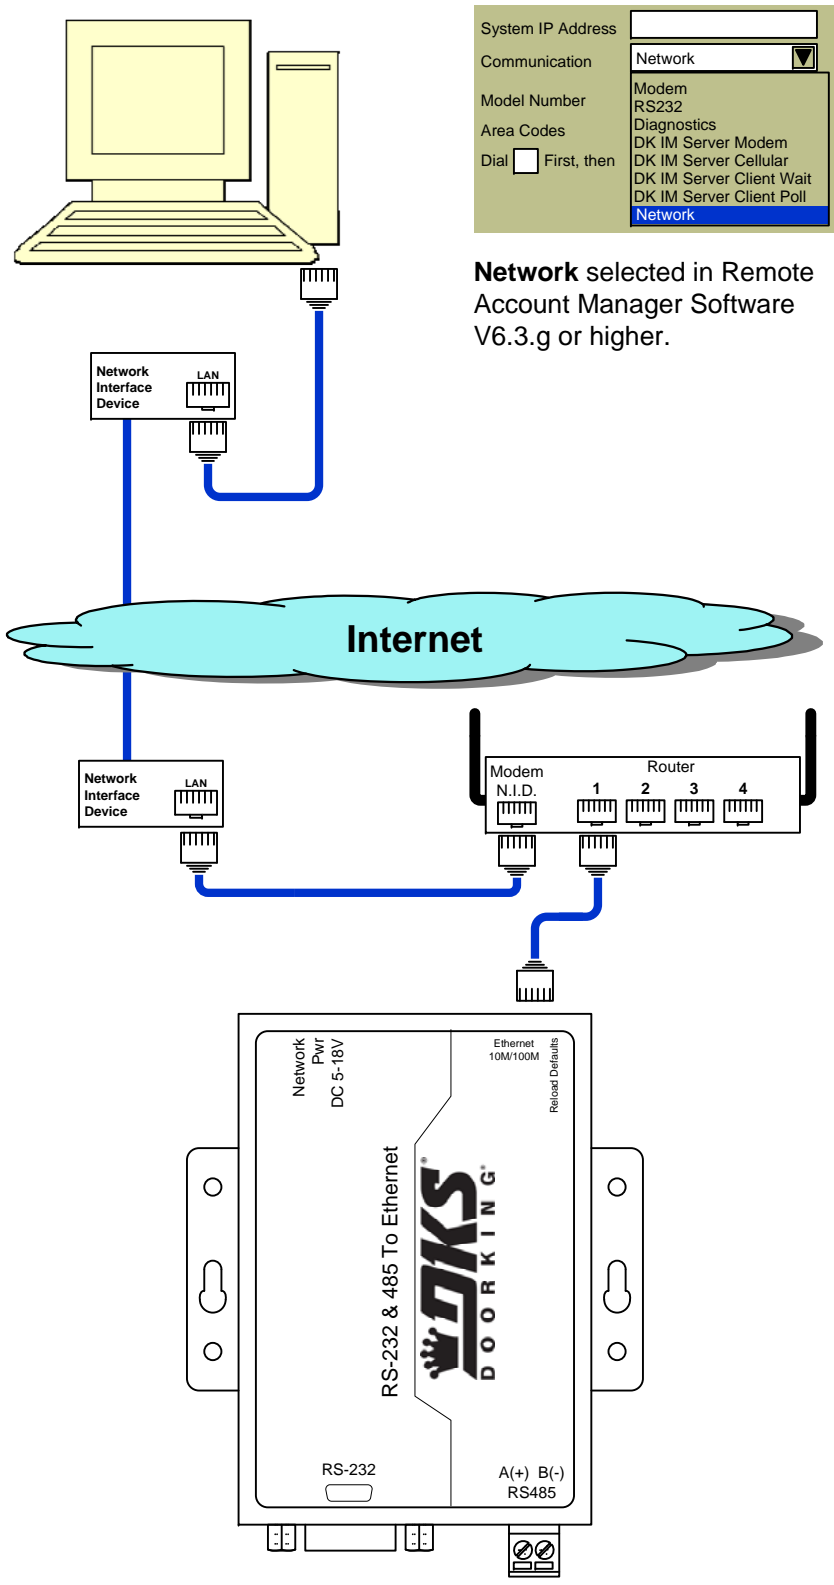 System IP Address
Communication
Network
Model Number
Area Codes
Dial First, then
Modem
RS232
Diagnostics
DK IM Server Modem
DK IM Server Cellular
DK IM Server Client Wait
DK IM Server Client Poll
Network
Network selected in Remote
Account Manager Software
V6.3.g or higher.
Network
Interface
Device
LAN
Internet
Network
Interface
Device
LAN
Modem
N.I.D.
Router
1 2 3 4
Network
Pwr
DC 5-18V
Ethernet
10M/100M
Reload Defaults
RS-232 & 485 To Ethernet
DKS®
DOORKING®
RS-232
A(+) B(-)
RS485